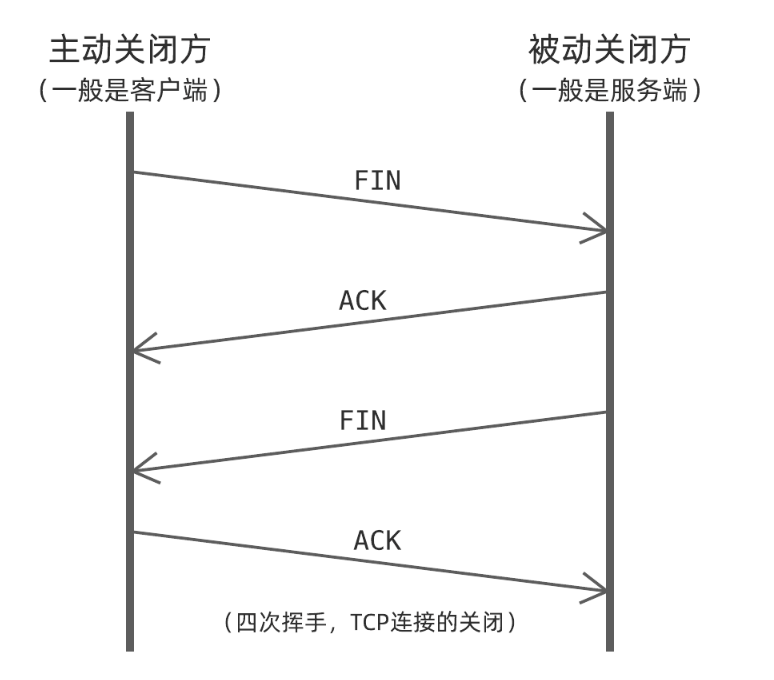 主动关闭方
(一般是客户端)
被动关闭方
(一般是服务端)
FIN
ACK
FIN
ACK
(四次挥手，TCP连接的关闭)